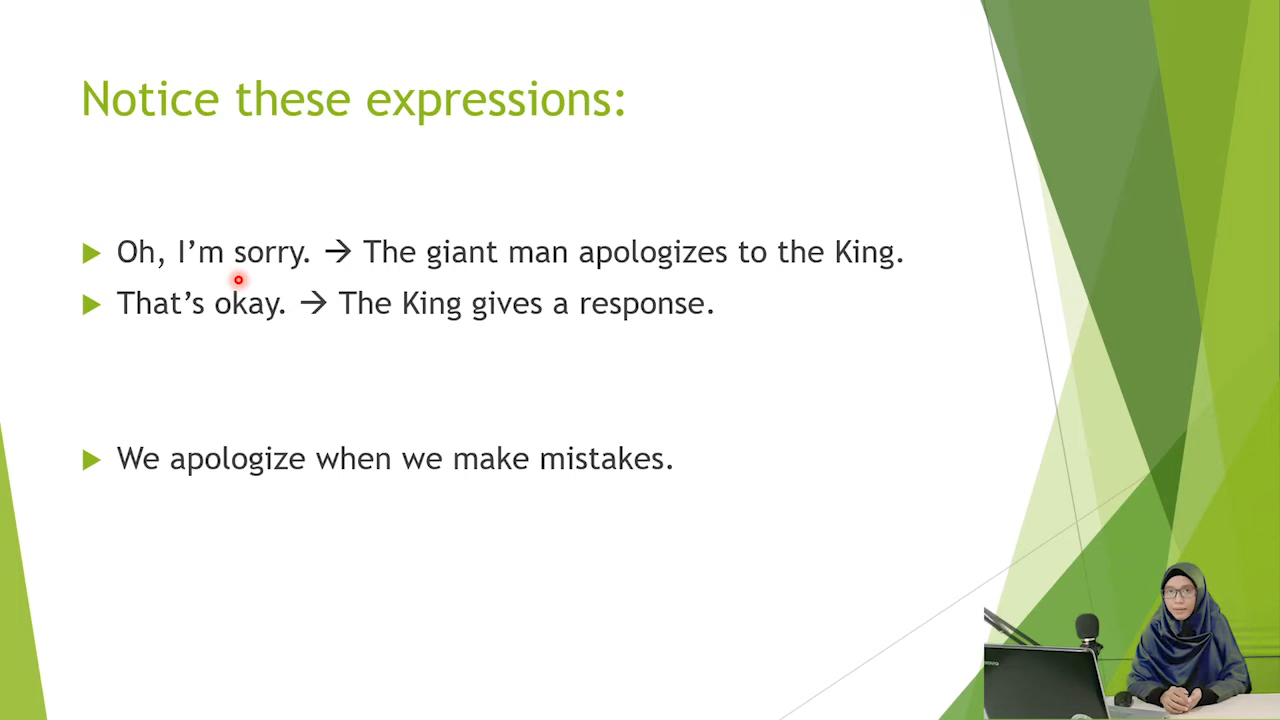 Notice these expressions:
Oh, I’m sorry. → The giant man apologizes to the King.
That’s okay. → The King gives a response.
We apologize when we make mistakes.